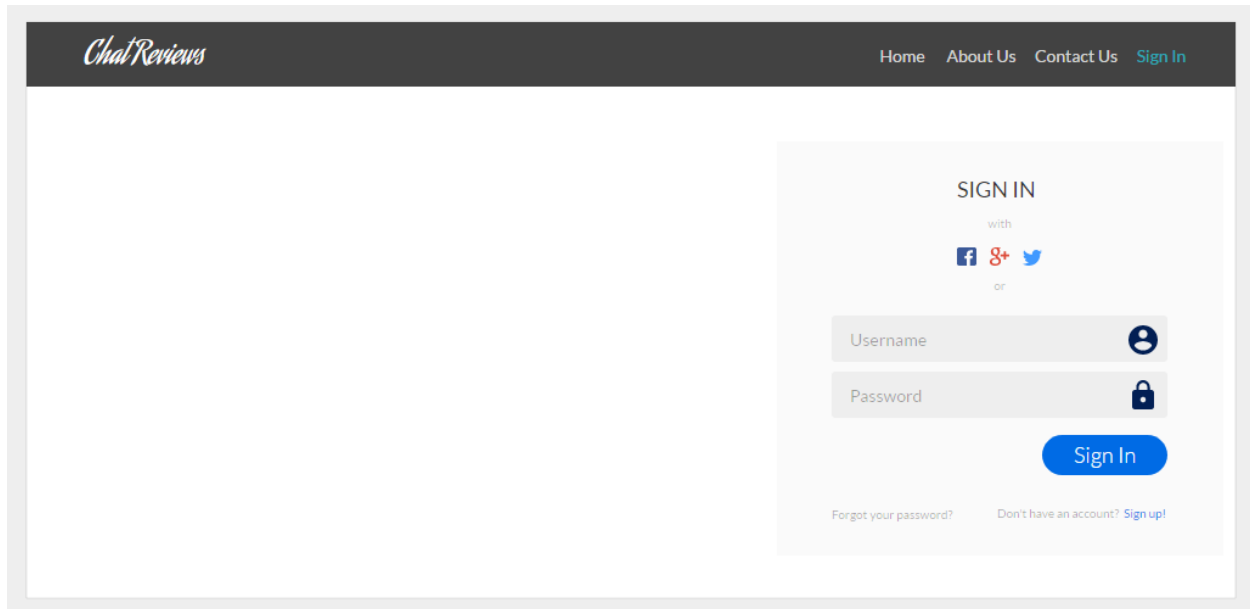 ChatReviews
Home About Us Contact Us Sign In
SIGN IN
with
or
Username
Password
Sign In
Forgot your password? Don't have an account? Sign up!